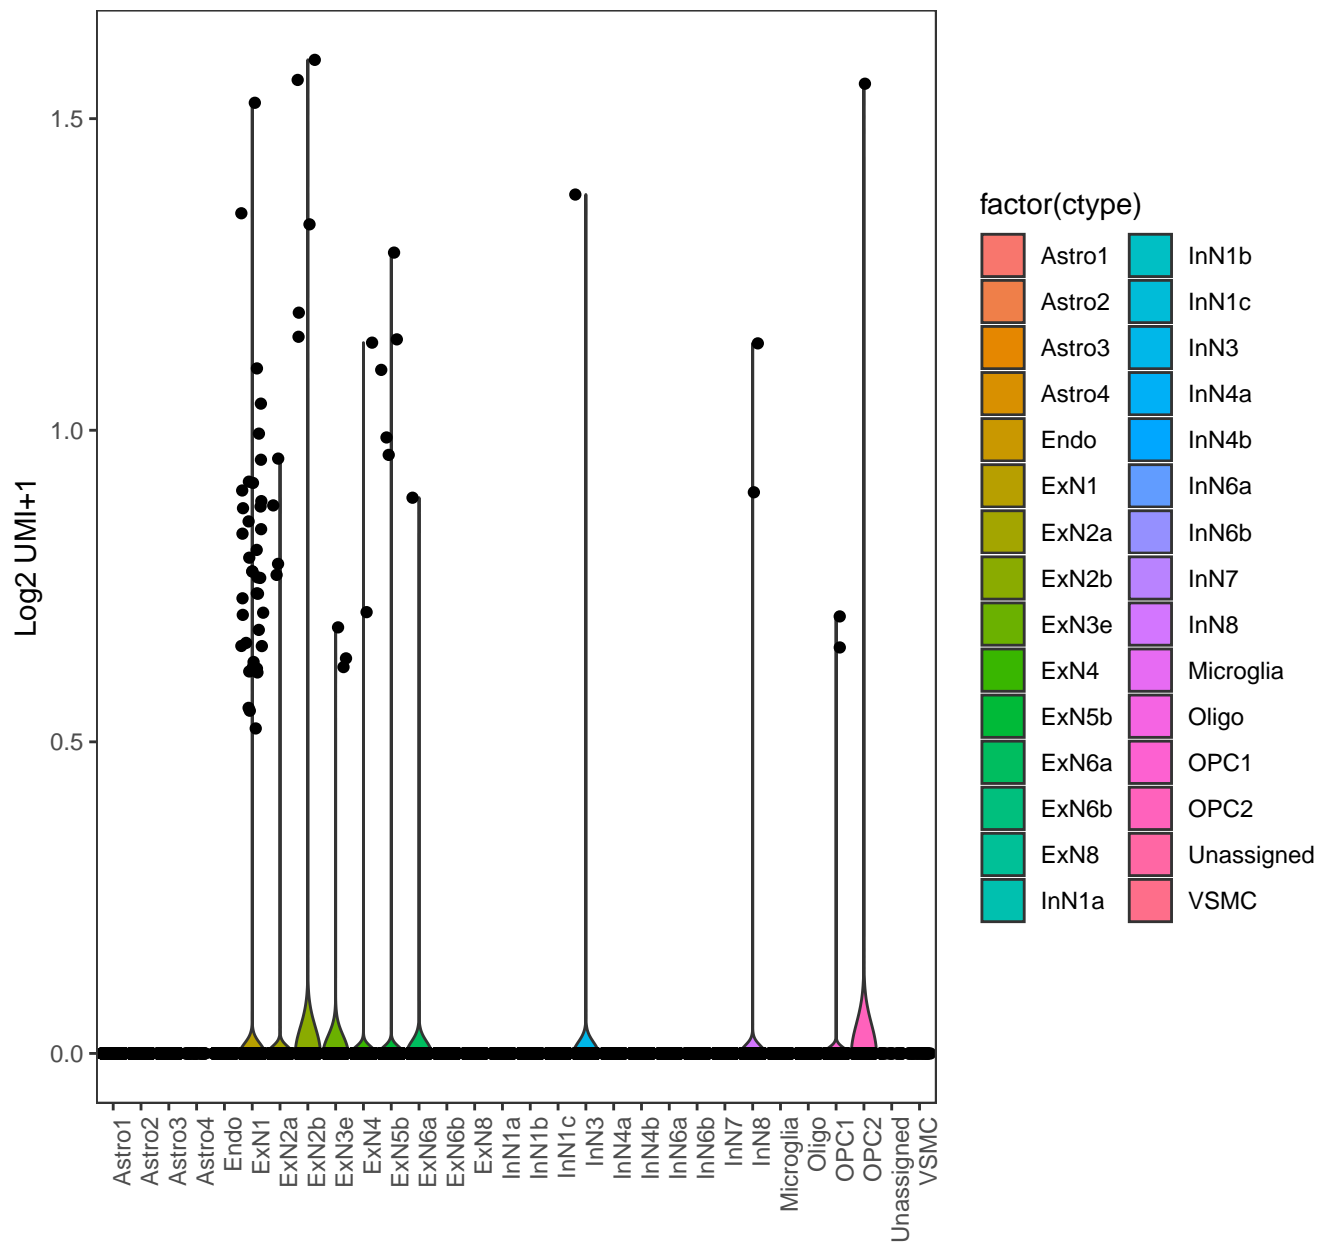 Log2 UMI+1
1.5
1.0
0.5
0.0
Astro1
Astro2
Astro3
Astro4
Endo
ExN1
ExN2a
ExN2b
ExN3e
ExN4
ExN5b
ExN6a
ExN6b
ExN8
InN1a
InN1b
InN1c
InN3
InN4a
InN4b
InN6a
InN6b
InN7
InN8
Microglia
Oligo
OPC1
OPC2
Unassigned
VSMC
factor(ctype)
Astro1
Astro2
Astro3
Astro4
Endo
ExN1
ExN2a
ExN2b
ExN3e
ExN4
ExN5b
ExN6a
ExN6b
ExN8
InN1a
InN1b
InN1c
InN3
InN4a
InN4b
InN6a
InN6b
InN7
InN8
Microglia
Oligo
OPC1
OPC2
Unassigned
VSMC